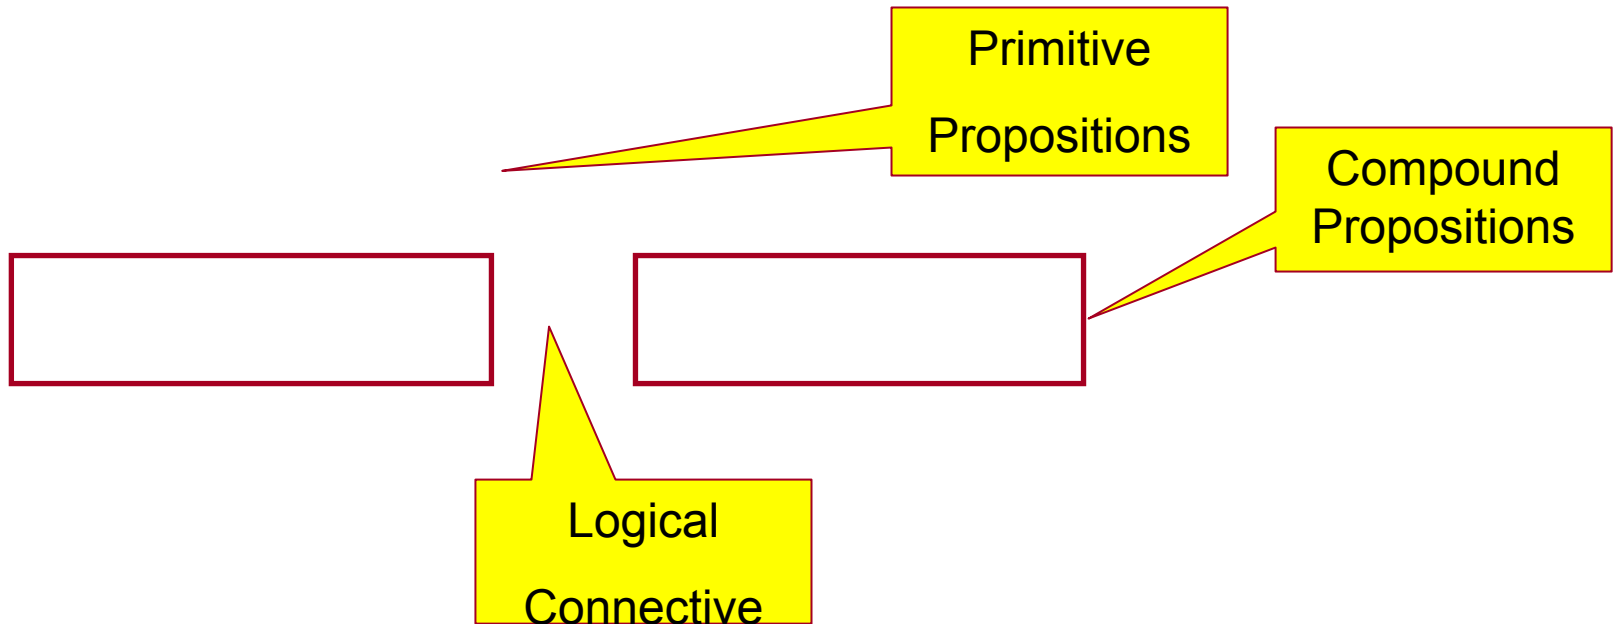 Primitive
Propositions
Compound
Propositions
Logical
Connective